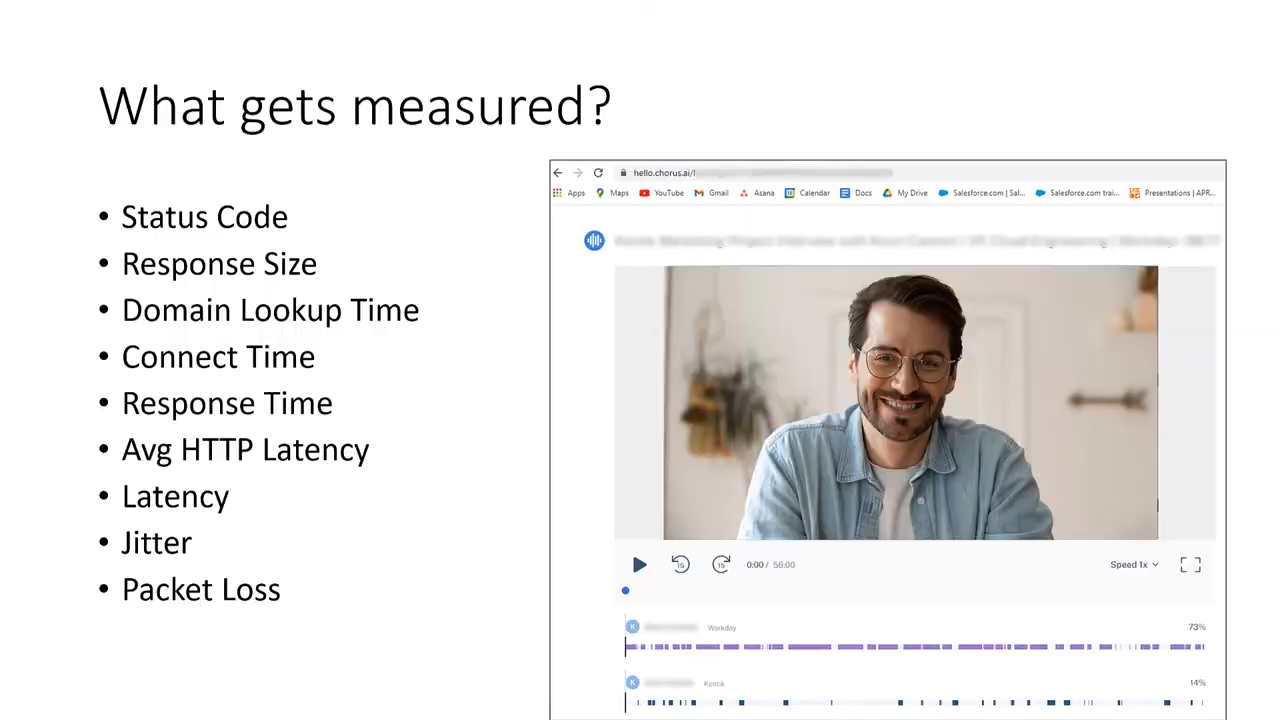 What gets measured?
• Status Code
• Response Size
• Domain Lookup Time
• Connect Time
• Response Time
• Avg HTTP Latency
• Latency
• Jitter
• Packet Loss
hello.chorus.ai/
Apps Maps YouTube Gmail Asana Calendar Docs My Drive Salesforce.com | Sal... Salesforce.com trai... Presentations | APR...
15 15 0:00 / 56:00 Speed 1x
K Workday 73%
K Kentik 14%